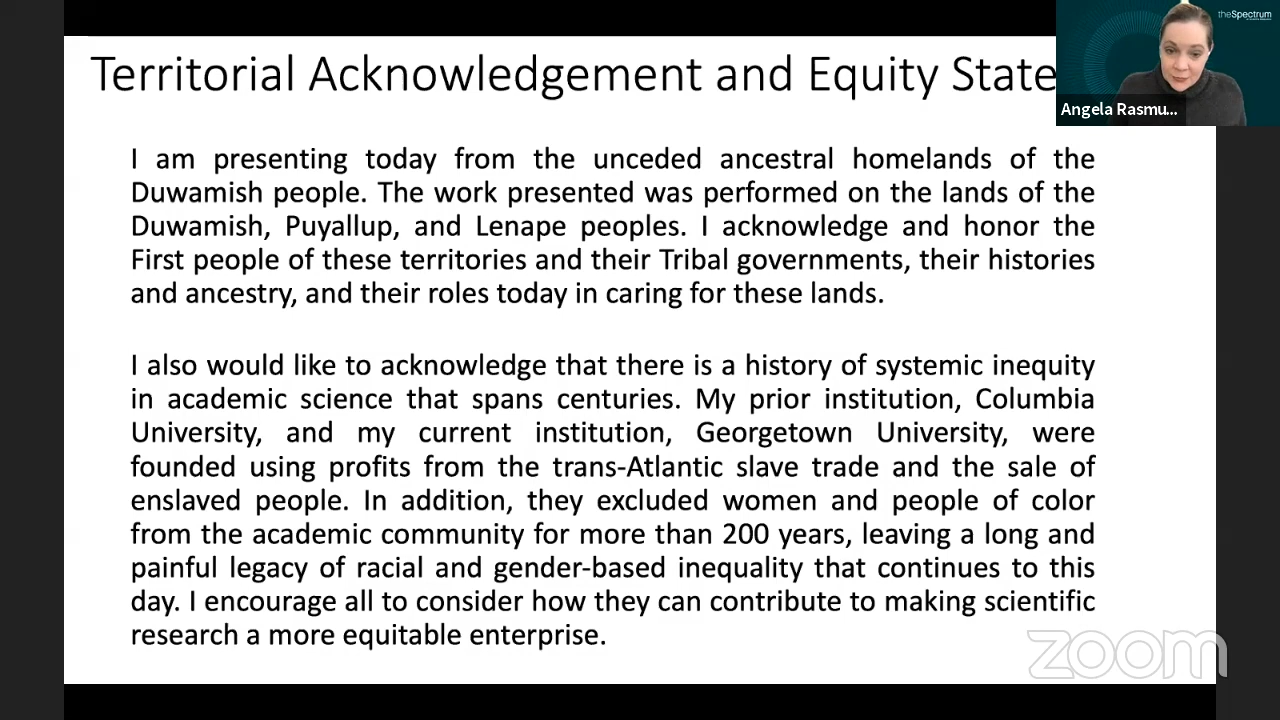 theSpectrum
Territorial Acknowledgement and Equity State
Angela Rasmu...
I am presenting today from the unceded ancestral homelands of the
Duwamish people. The work presented was performed on the lands of the
Duwamish, Puyallup, and Lenape peoples. I acknowledge and honor the
First people of these territories and their Tribal governments, their histories
and ancestry, and their roles today in caring for these lands.
I also would like to acknowledge that there is a history of systemic inequity
in academic science that spans centuries. My prior institution, Columbia
University, and my current institution, Georgetown University, were
founded using profits from the trans-Atlantic slave trade and the sale of
enslaved people. In addition, they excluded women and people of color
from the academic community for more than 200 years, leaving a long and
painful legacy of racial and gender-based inequality that continues to this
day. I encourage all to consider how they can contribute to making scientific
research a more equitable enterprise.
zoom